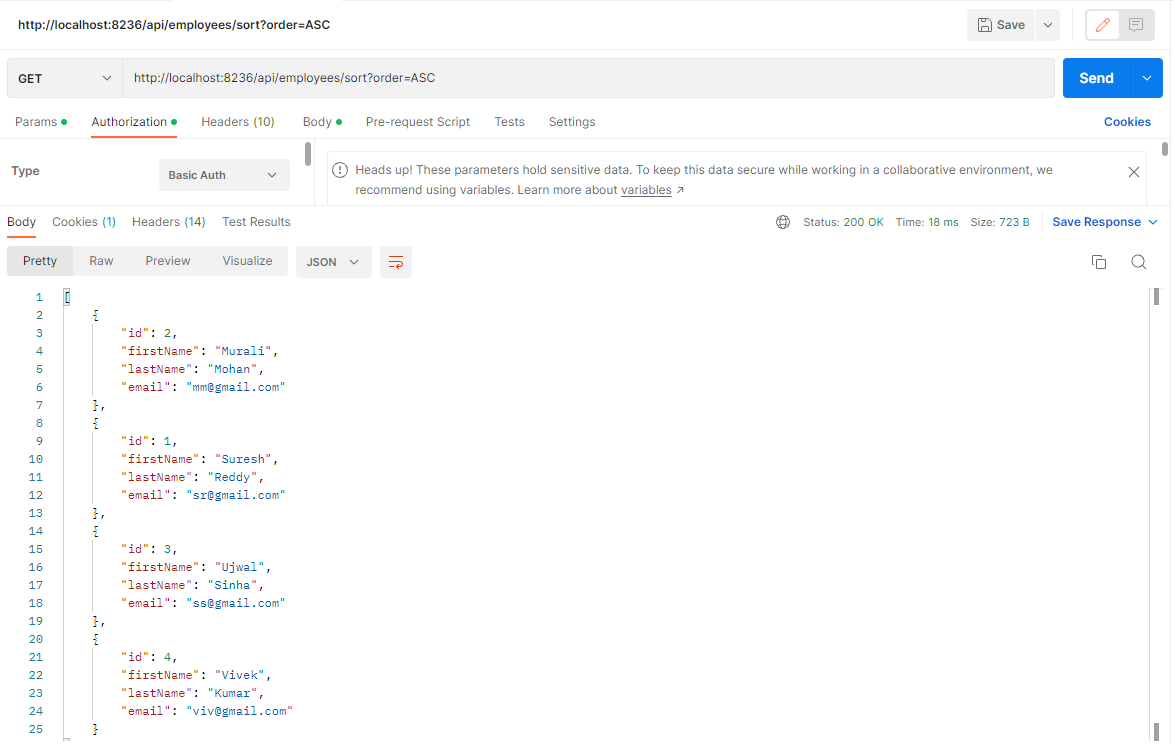 http://localhost:8236/api/employees/sort?order=ASC
Save
GET
http://localhost:8236/api/employees/sort?order=ASC
Send
Params Authorization Headers (10) Body Pre-request Script Tests Settings Cookies
Type
Basic Auth
Heads up! These parameters hold sensitive data. To keep this data secure while working in a collaborative environment, we
recommend using variables. Learn more about variables ↗
Body Cookies (1) Headers (14) Test Results Status: 200 OK Time: 18 ms Size: 723 B Save Response
Pretty Raw Preview Visualize JSON
1 [
2 {
3 "id": 2,
4 "firstName": "Murali",
5 "lastName": "Mohan",
6 "email": "mm@gmail.com"
7 },
8 {
9 "id": 1,
10 "firstName": "Suresh",
11 "lastName": "Reddy",
12 "email": "sr@gmail.com"
13 },
14 {
15 "id": 3,
16 "firstName": "Ujwal",
17 "lastName": "Sinha",
18 "email": "ss@gmail.com"
19 },
20 {
21 "id": 4,
22 "firstName": "Vivek",
23 "lastName": "Kumar",
24 "email": "viv@gmail.com"
25 }